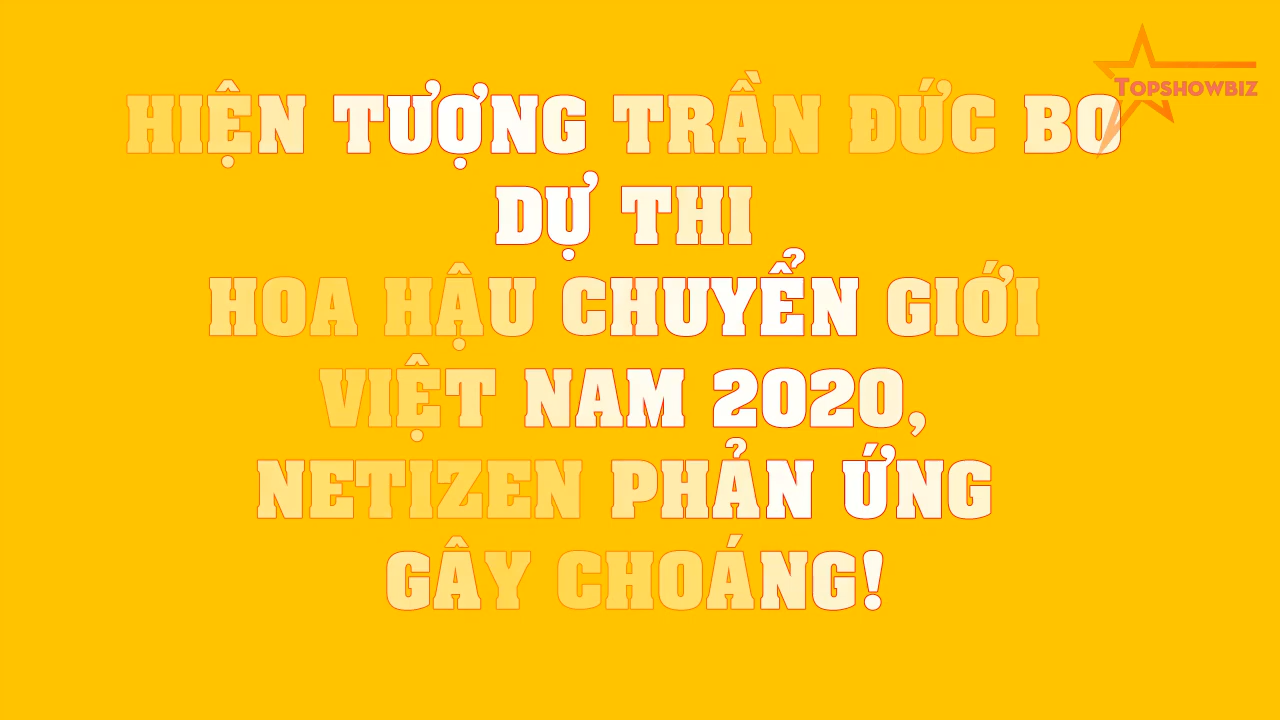 TOPSHOWBIZ
HIỆN TƯỢNG TRẦN ĐỨC BO
DỰ THI
HOA HẬU CHUYỂN GIỚI
VIỆT NAM 2020,
NETIZEN PHẢN ỨNG
GÂY CHOÁNG!